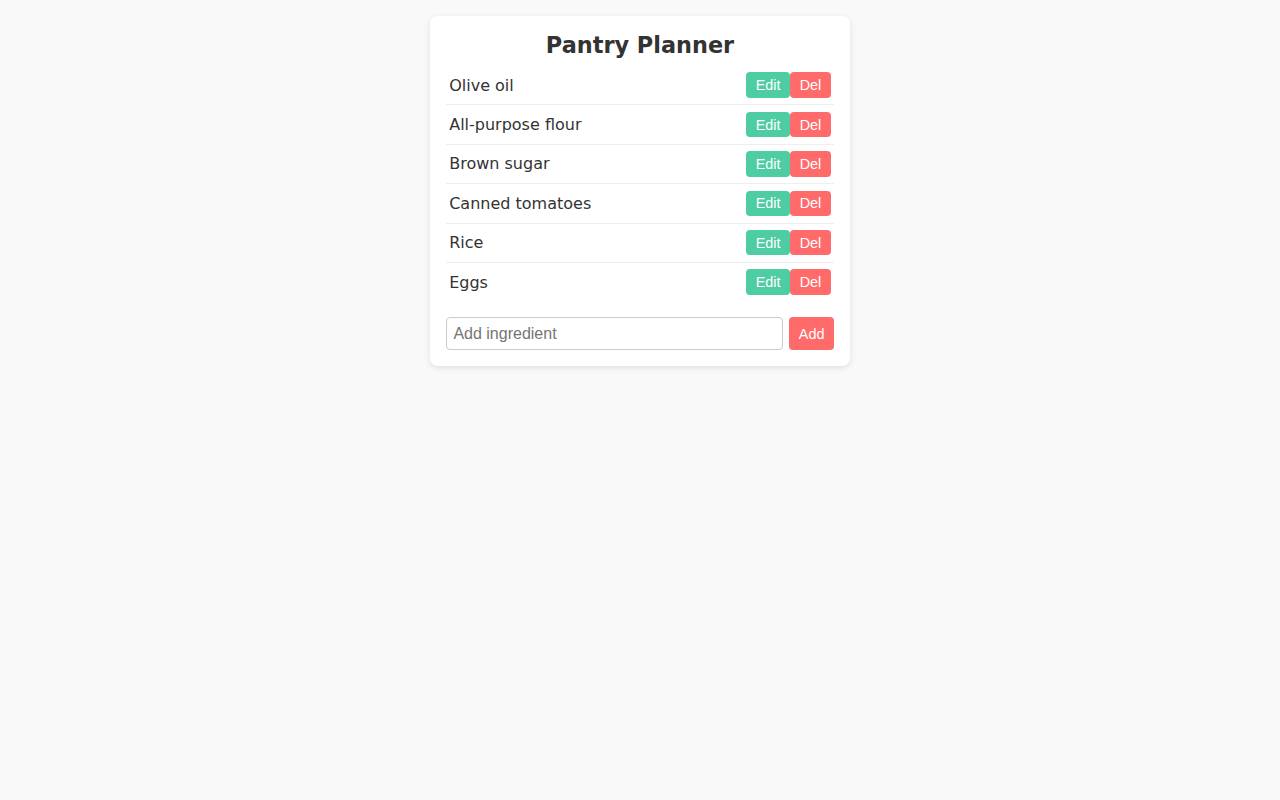 Pantry Planner
Olive oil Edit Del
All-purpose flour Edit Del
Brown sugar Edit Del
Canned tomatoes Edit Del
Rice Edit Del
Eggs Edit Del
Add ingredient Add